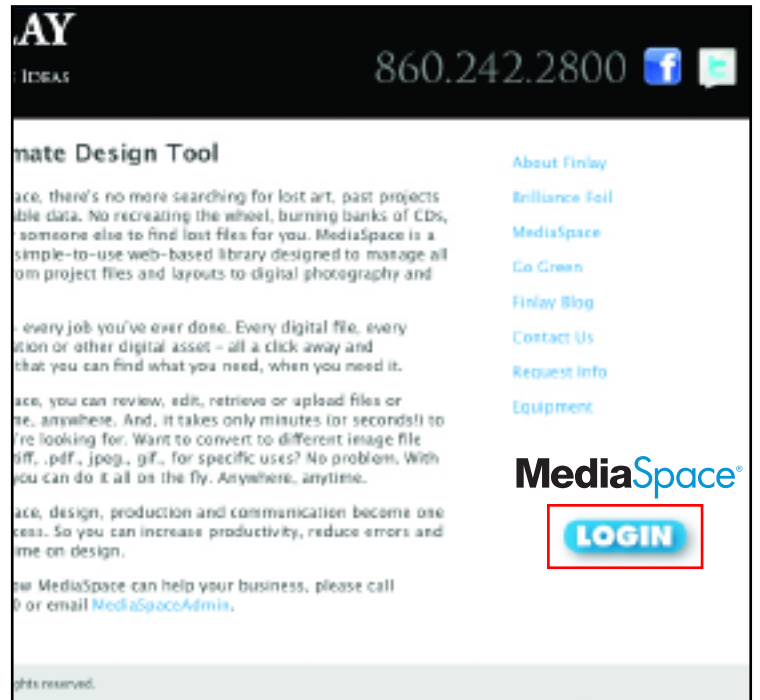 LAY
IDEAS
860.242.2800
mate Design Tool
ace, there's no more searching for lost art, past projects
able data. No recreating the wheel, burning banks of CDs,
someone else to find lost files for you. MediaSpace is a
simple-to-use web-based library designed to manage all
om project files and layouts to digital photography and
– every job you've ever done. Every digital file, every
ation or other digital asset – all a click away and
that you can find what you need, when you need it.
ace, you can review, edit, retrieve or upload files or
me, anywhere. And, it takes only minutes (or seconds!) to
're looking for. Want to convert to different image file
tiff, .pdf., jpeg., gif., for specific uses? No problem. With
you can do it all on the fly. Anywhere, anytime.
ace, design, production and communication become one
cess. So you can increase productivity, reduce errors and
ime on design.
ow MediaSpace can help your business, please call
0 or email MediaSpaceAdmin.
About Finlay
Brilliance Foil
MediaSpace
Go Green
Finlay Blog
Contact Us
Request Info
Equipment
MediaSpace®
LOGIN
ghts reserved.